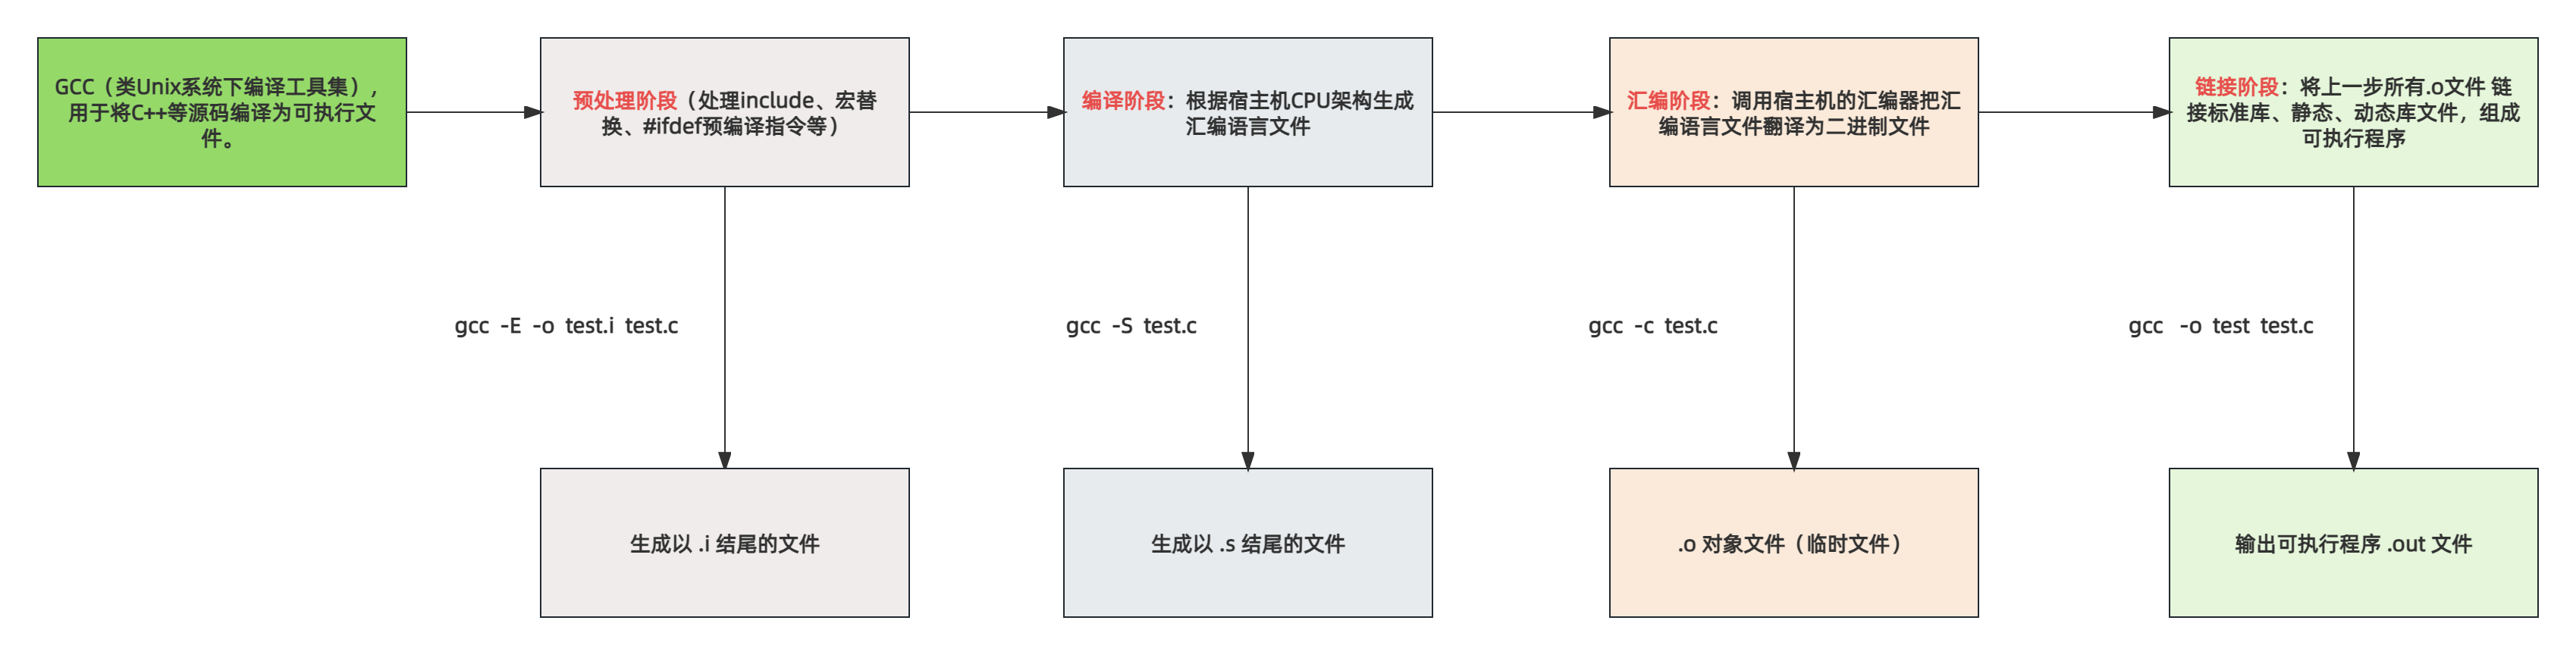 GCC（类Unix系统下编译工具集），
用于将C++等源码编译为可执行文
件。
预处理阶段（处理include、宏替
换、#ifdef预编译指令等）
编译阶段：根据宿主机CPU架构生成
汇编语言文件
汇编阶段：调用宿主机的汇编器把汇
编语言文件翻译为二进制文件
链接阶段：将上一步所有.o文件 链
接标准库、静态、动态库文件，组成
可执行程序
gcc -E -o test.i test.c
gcc -S test.c
gcc -c test.c
gcc -o test test.c
生成以 .i 结尾的文件
生成以 .s 结尾的文件
.o 对象文件（临时文件）
输出可执行程序 .out 文件